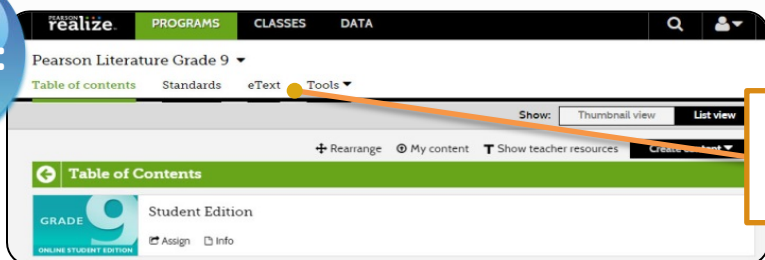 PEARSON
realize. PROGRAMS CLASSES DATA
Pearson Literature Grade 9
Table of contents Standards eText Tools
Show: Thumbnail view List view
Rearrange My content Show teacher resources Create content
Table of Contents
GRADE 9
ONLINE STUDENT EDITION
Student Edition
Assign Info